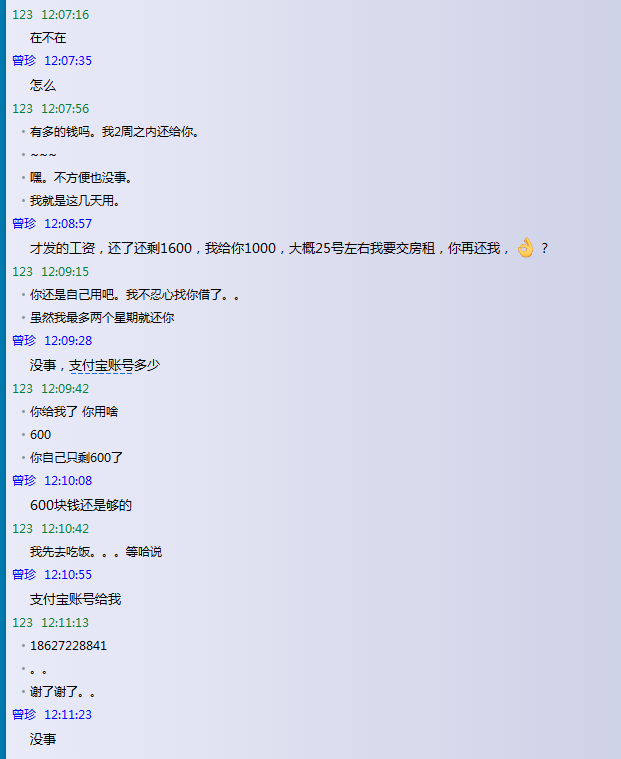 123 12:07:16
在不在
曾珍 12:07:35
怎么
123 12:07:56
有多的钱吗。我2周之内还给你。
~~~
嘿。不方便也没事。
我就是这几天用。
曾珍 12:08:57
才发的工资，还了还剩1600，我给你1000，大概25号左右我要交房租，你再还我，👌？
123 12:09:15
你还是自己用吧。我不忍心找你借了。。
虽然我最多两个星期就还你
曾珍 12:09:28
没事，支付宝账号多少
123 12:09:42
你给我了 你用啥
600
你自己只剩600了
曾珍 12:10:08
600块钱还是够的
123 12:10:42
我先去吃饭。。。等哈说
曾珍 12:10:55
支付宝账号给我
123 12:11:13
18627228841
。。
谢了谢了。。
曾珍 12:11:23
没事